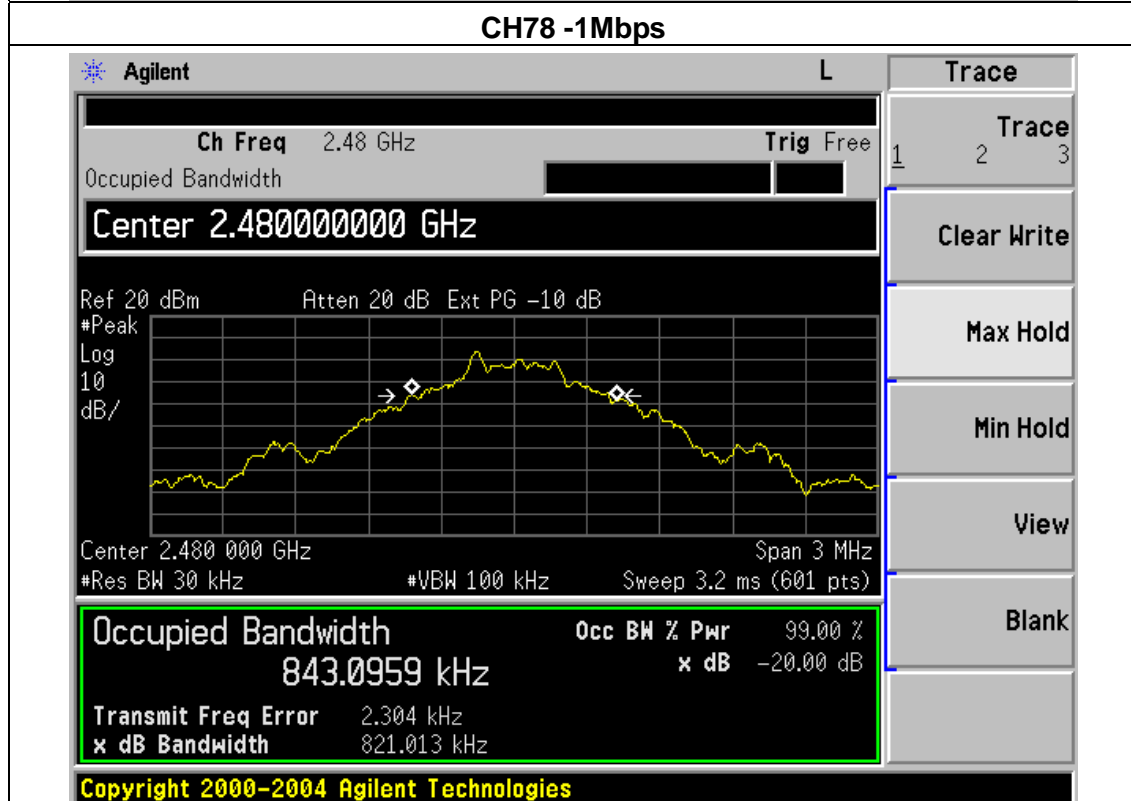 CH78 -1Mbps
Agilent L Trace
Ch Freq 2.48 GHz Trig Free
Occupied Bandwidth
Trace
1 2 3
Center 2.480000000 GHz
Clear Write
Ref 20 dBm Atten 20 dB Ext PG -10 dB
#Peak
Log
10
dB/
Max Hold
Min Hold
View
Center 2.480 000 GHz Span 3 MHz
#Res BW 30 kHz #VBW 100 kHz Sweep 3.2 ms (601 pts)
Blank
Occupied Bandwidth Occ BW % Pwr 99.00 %
843.0959 kHz x dB -20.00 dB
Transmit Freq Error 2.304 kHz
x dB Bandwidth 821.013 kHz
Copyright 2000-2004 Agilent Technologies